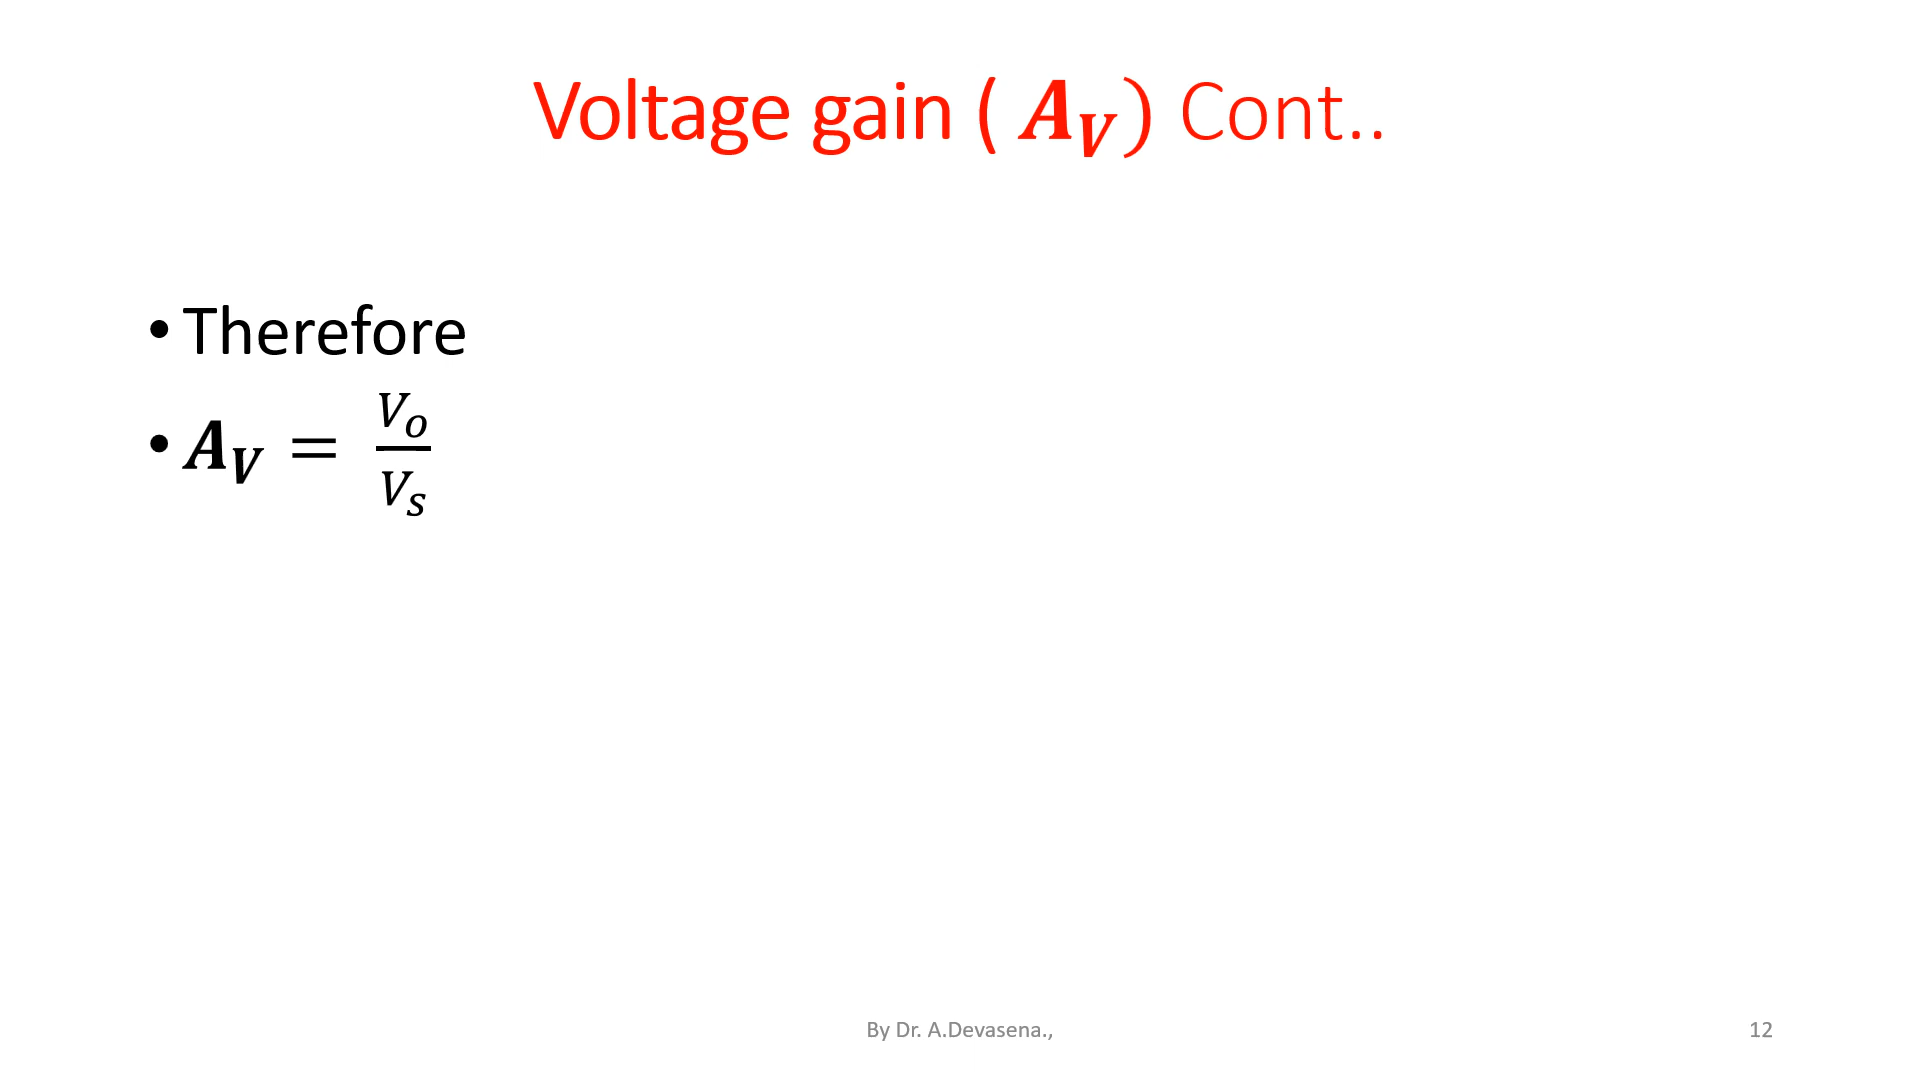 Voltage gain ( A_V) Cont..
• Therefore
• A_V = V_o / V_s
By Dr. A.Devasena.,
12